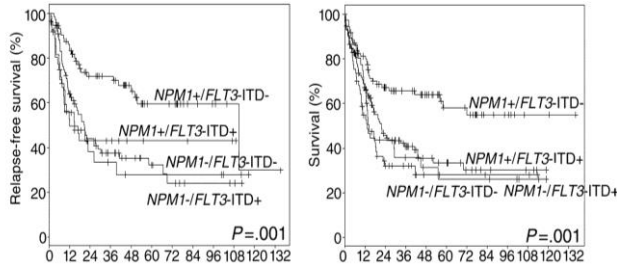 100
80
60
40
20
0
Relapse-free survival (%)
NPM1+/FLT3-ITD-
NPM1+/FLT3-ITD+
NPM1-/FLT3-ITD-
NPM1-/FLT3-ITD+
P=.001
0 12 24 36 48 60 72 84 96 108 132
100
80
60
40
20
0
Survival (%)
NPM1+/FLT3-ITD-
NPM1+/FLT3-ITD+
NPM1-/FLT3-ITD- NPM1-/FLT3-ITD+
P=.001
0 12 24 36 48 60 72 84 96 108 120 132